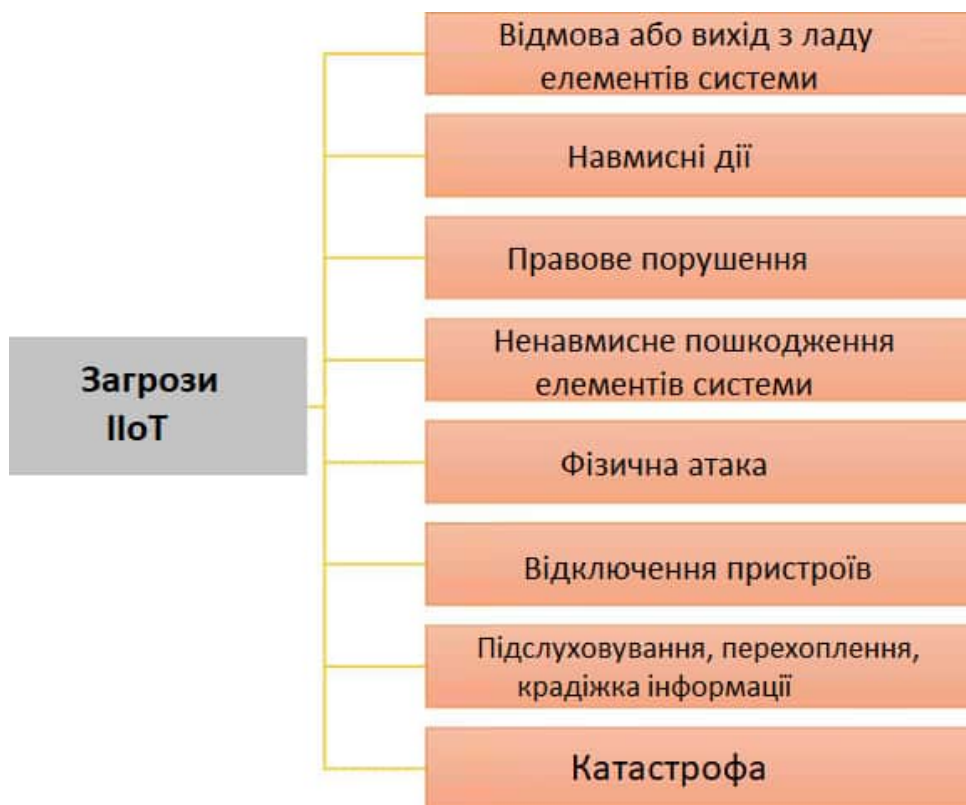 Відмова або вихід з ладу
елементів системи
Навмисні дії
Правове порушення
Ненавмисне пошкодження
елементів системи
Загрози
IIoT
Фізична атака
Відключення пристроїв
Підслуховування, перехоплення,
крадіжка інформації
Катастрофа